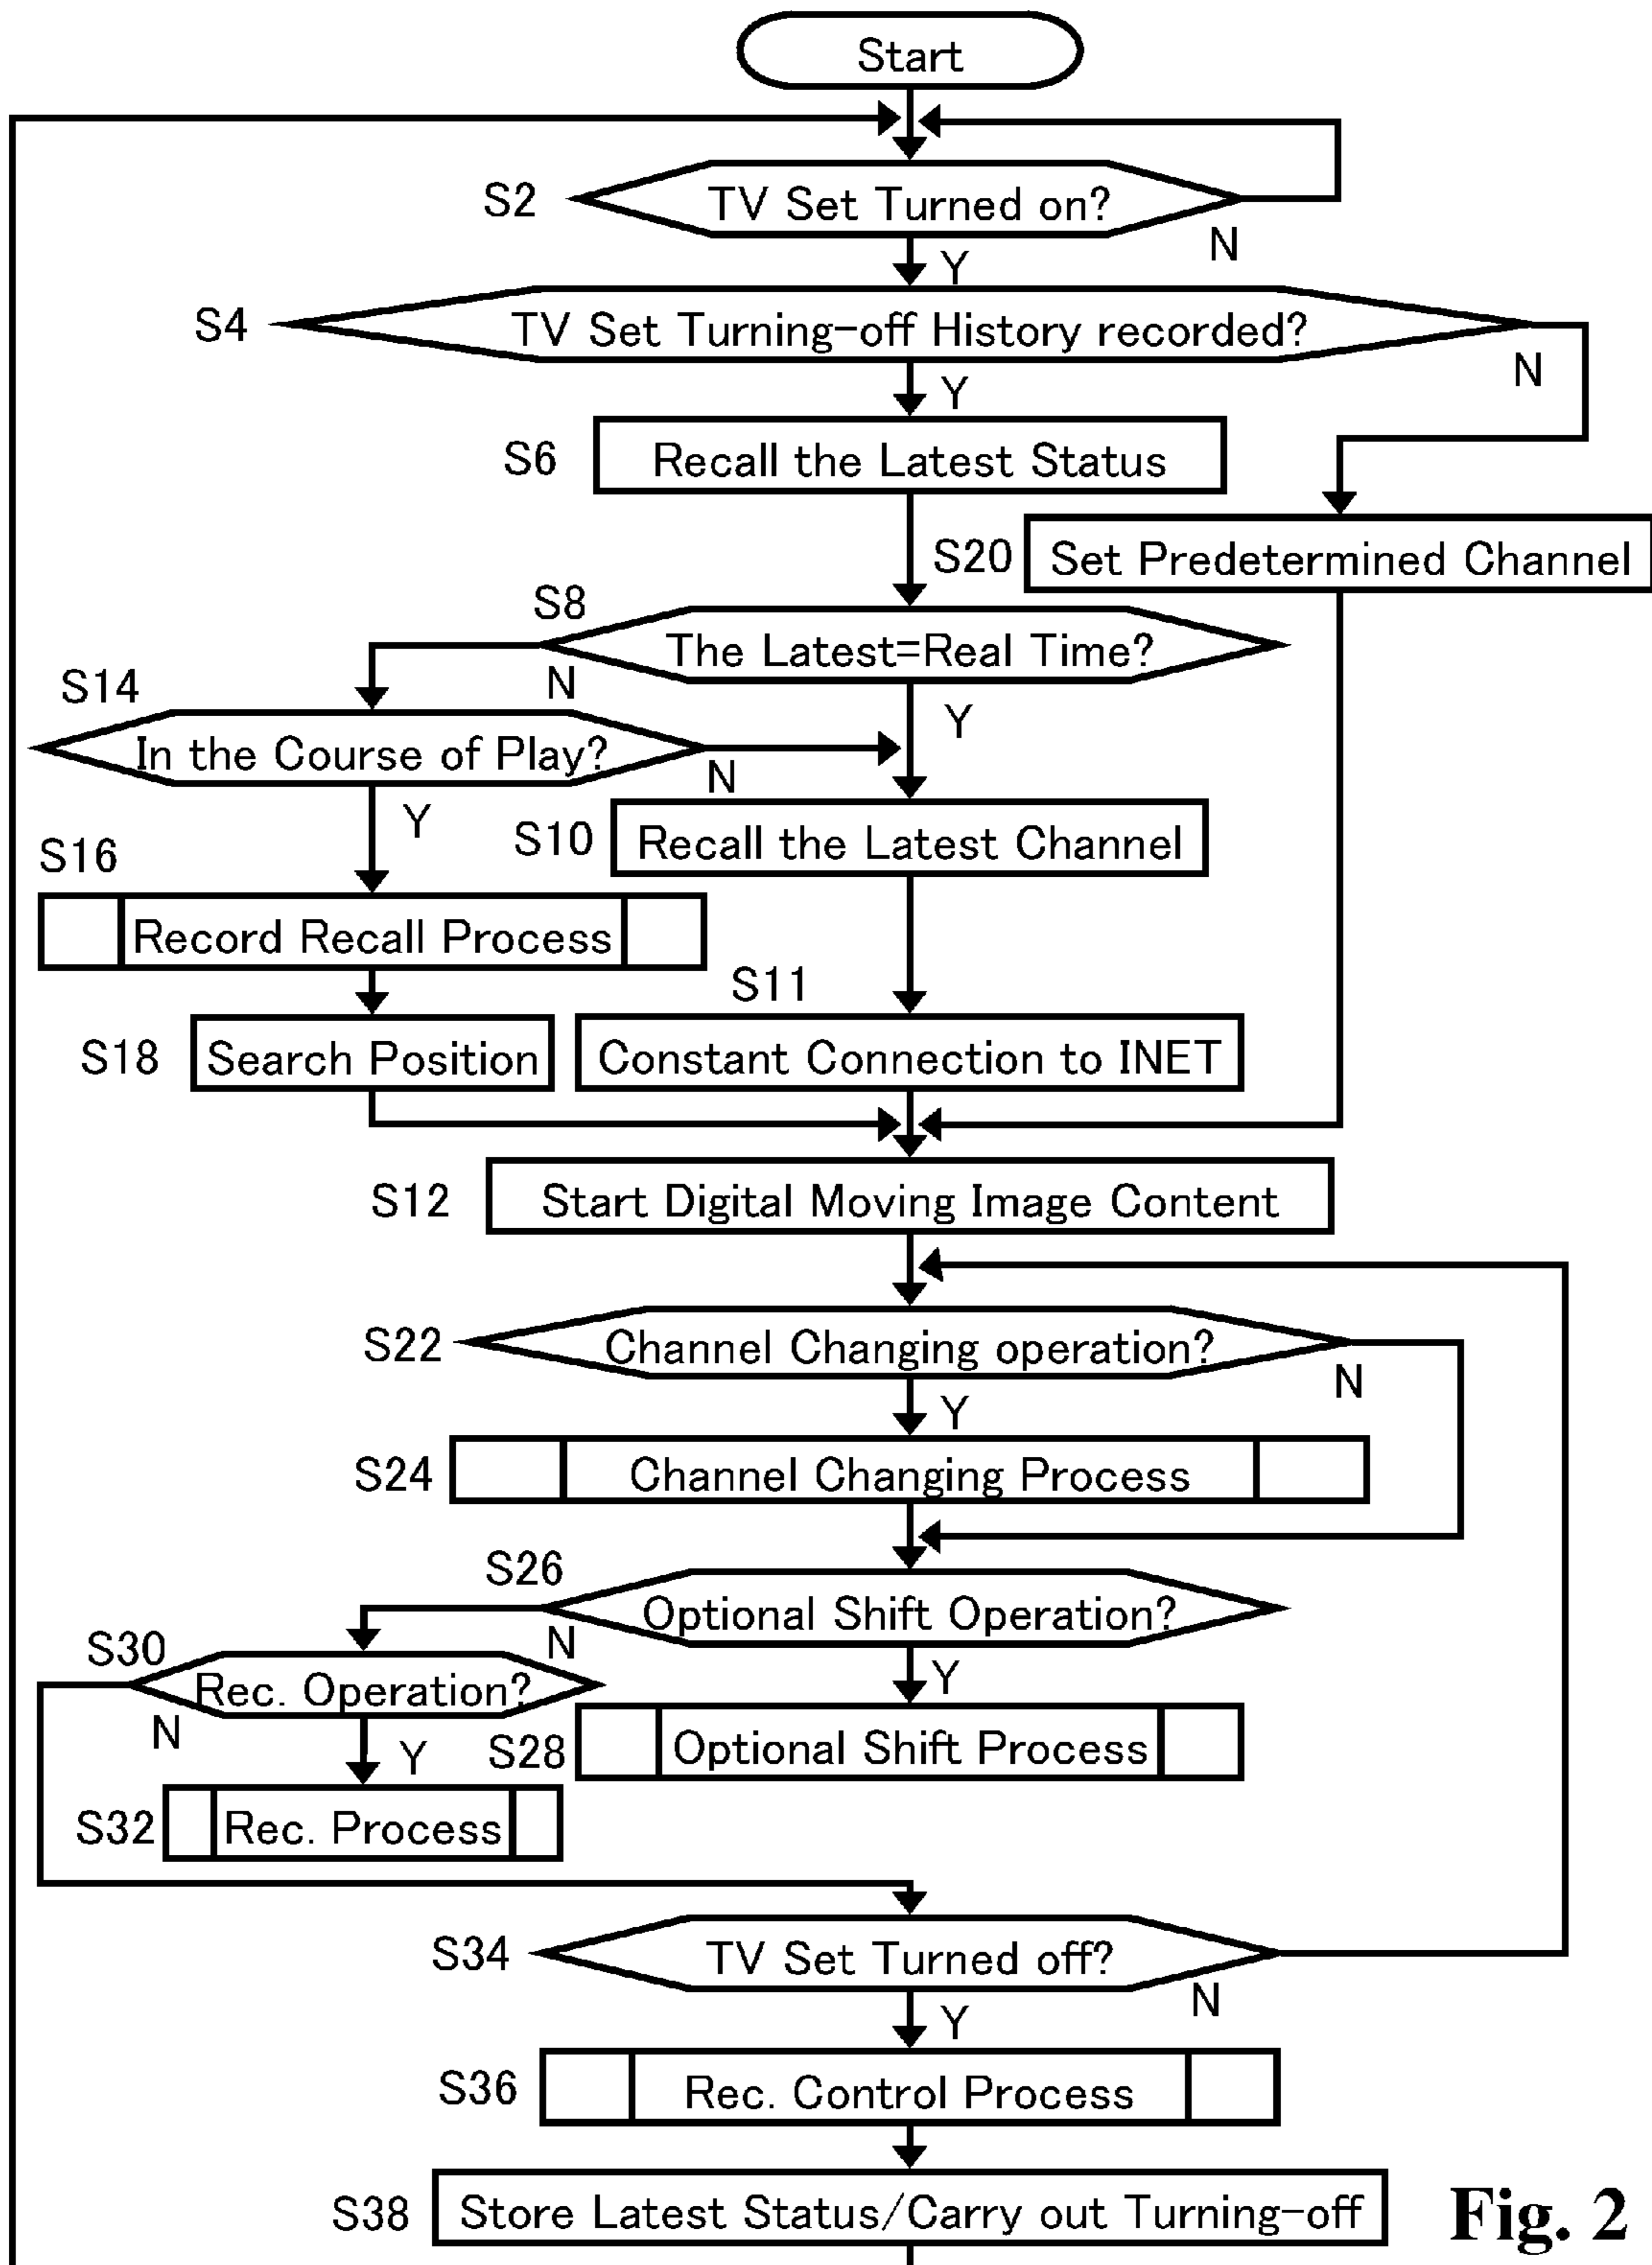 Start
S2
TV Set Turned on?
N
Y
S4
TV Set Turning-off History recorded?
N
Y
S6
Recall the Latest Status
S20
Set Predetermined Channel
S8
The Latest=Real Time?
N
Y
S14
In the Course of Play?
N
Y
S10
Recall the Latest Channel
S16
Record Recall Process
S11
S18
Search Position
Constant Connection to INET
S12
Start Digital Moving Image Content
S22
Channel Changing operation?
N
Y
S24
Channel Changing Process
S26
Optional Shift Operation?
N
Y
S30
Rec. Operation?
N
Y
S28
Optional Shift Process
S32
Rec. Process
S34
TV Set Turned off?
N
Y
S36
Rec. Control Process
S38
Store Latest Status/Carry out Turning-off
Fig. 2